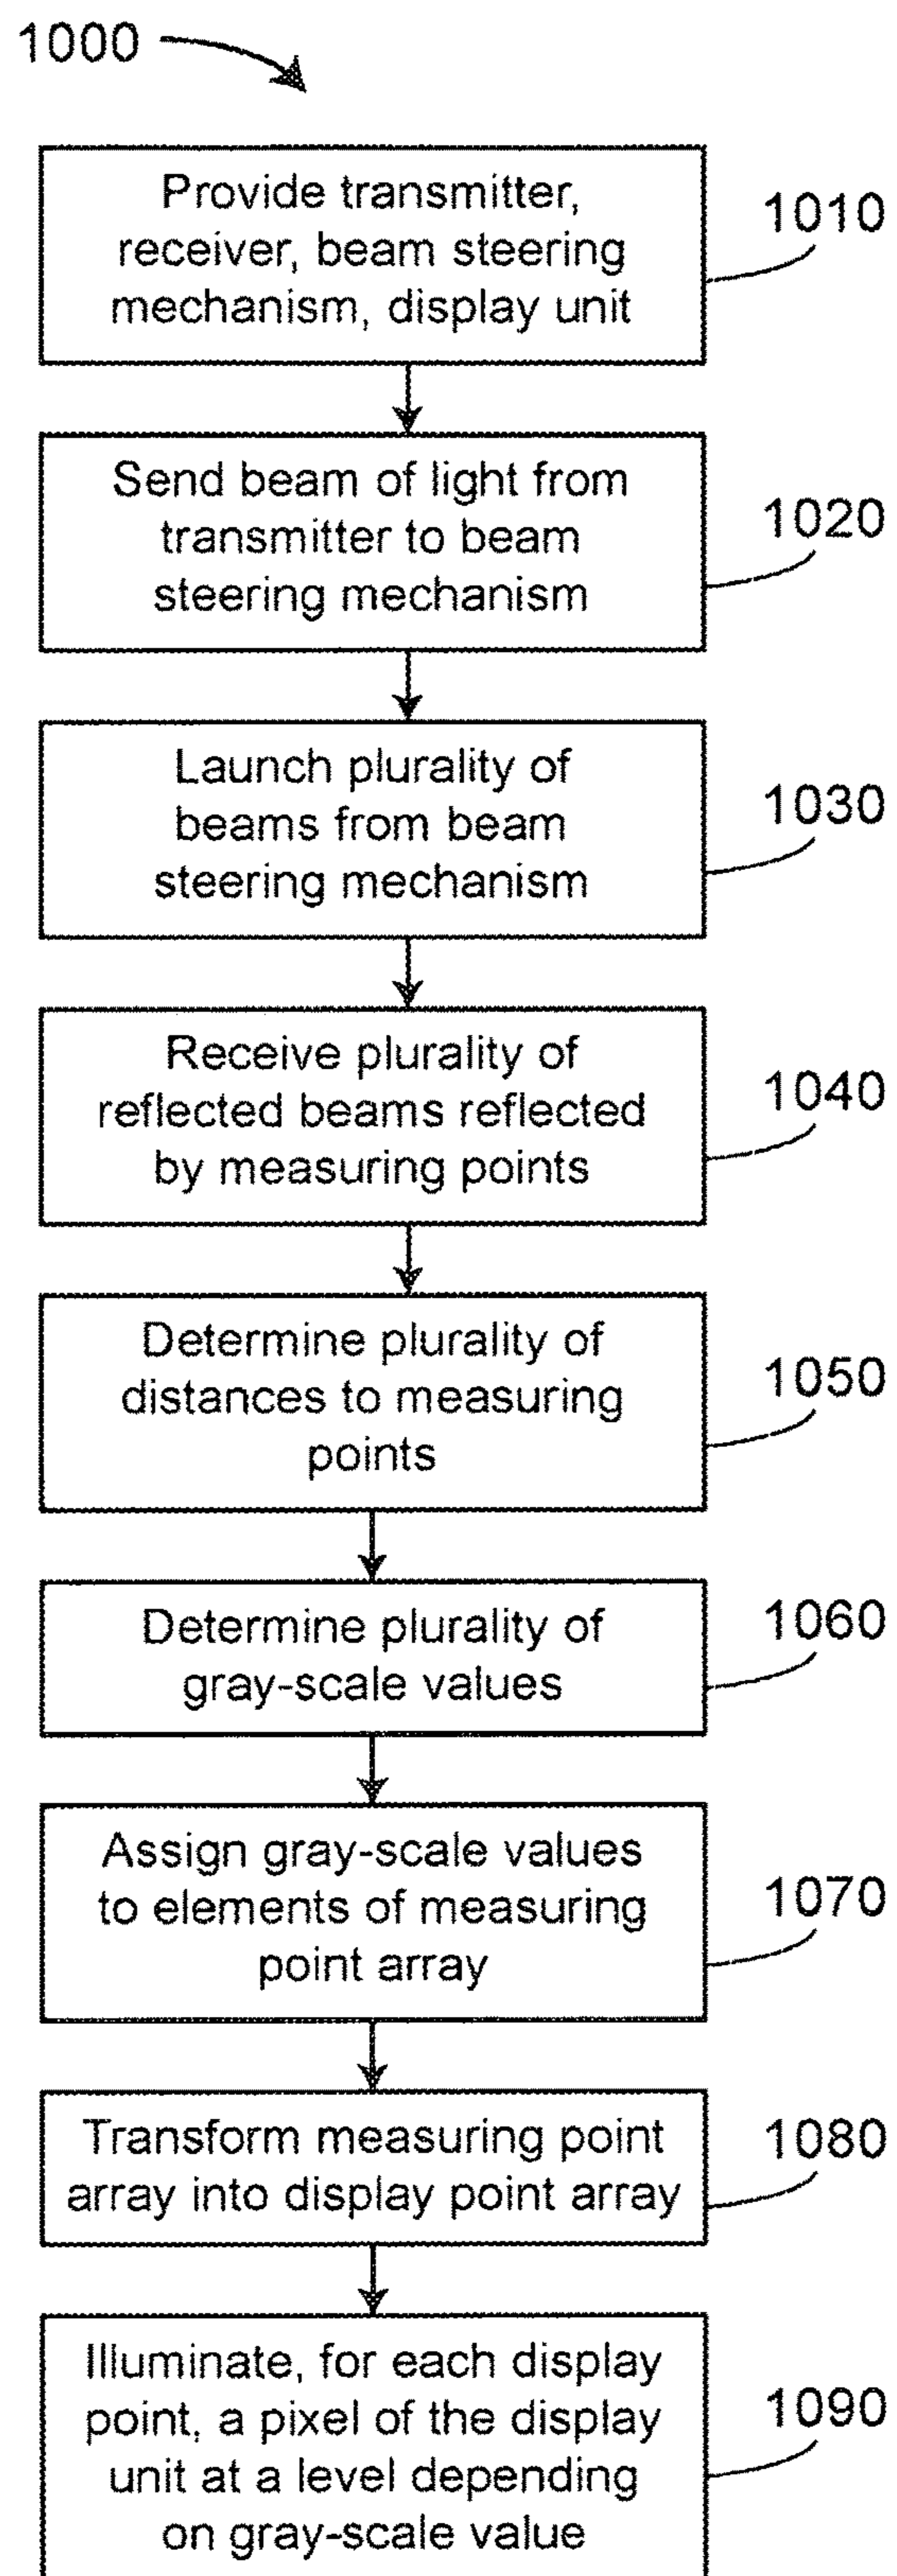 1000
Provide transmitter,
receiver, beam steering
mechanism, display unit
1010
Send beam of light from
transmitter to beam
steering mechanism
1020
Launch plurality of
beams from beam
steering mechanism
1030
Receive plurality of
reflected beams reflected
by measuring points
1040
Determine plurality of
distances to measuring
points
1050
Determine plurality of
gray-scale values
1060
Assign gray-scale values
to elements of measuring
point array
1070
Transform measuring point
array into display point array
1080
Illuminate, for each display
point, a pixel of the display
unit at a level depending
on gray-scale value
1090